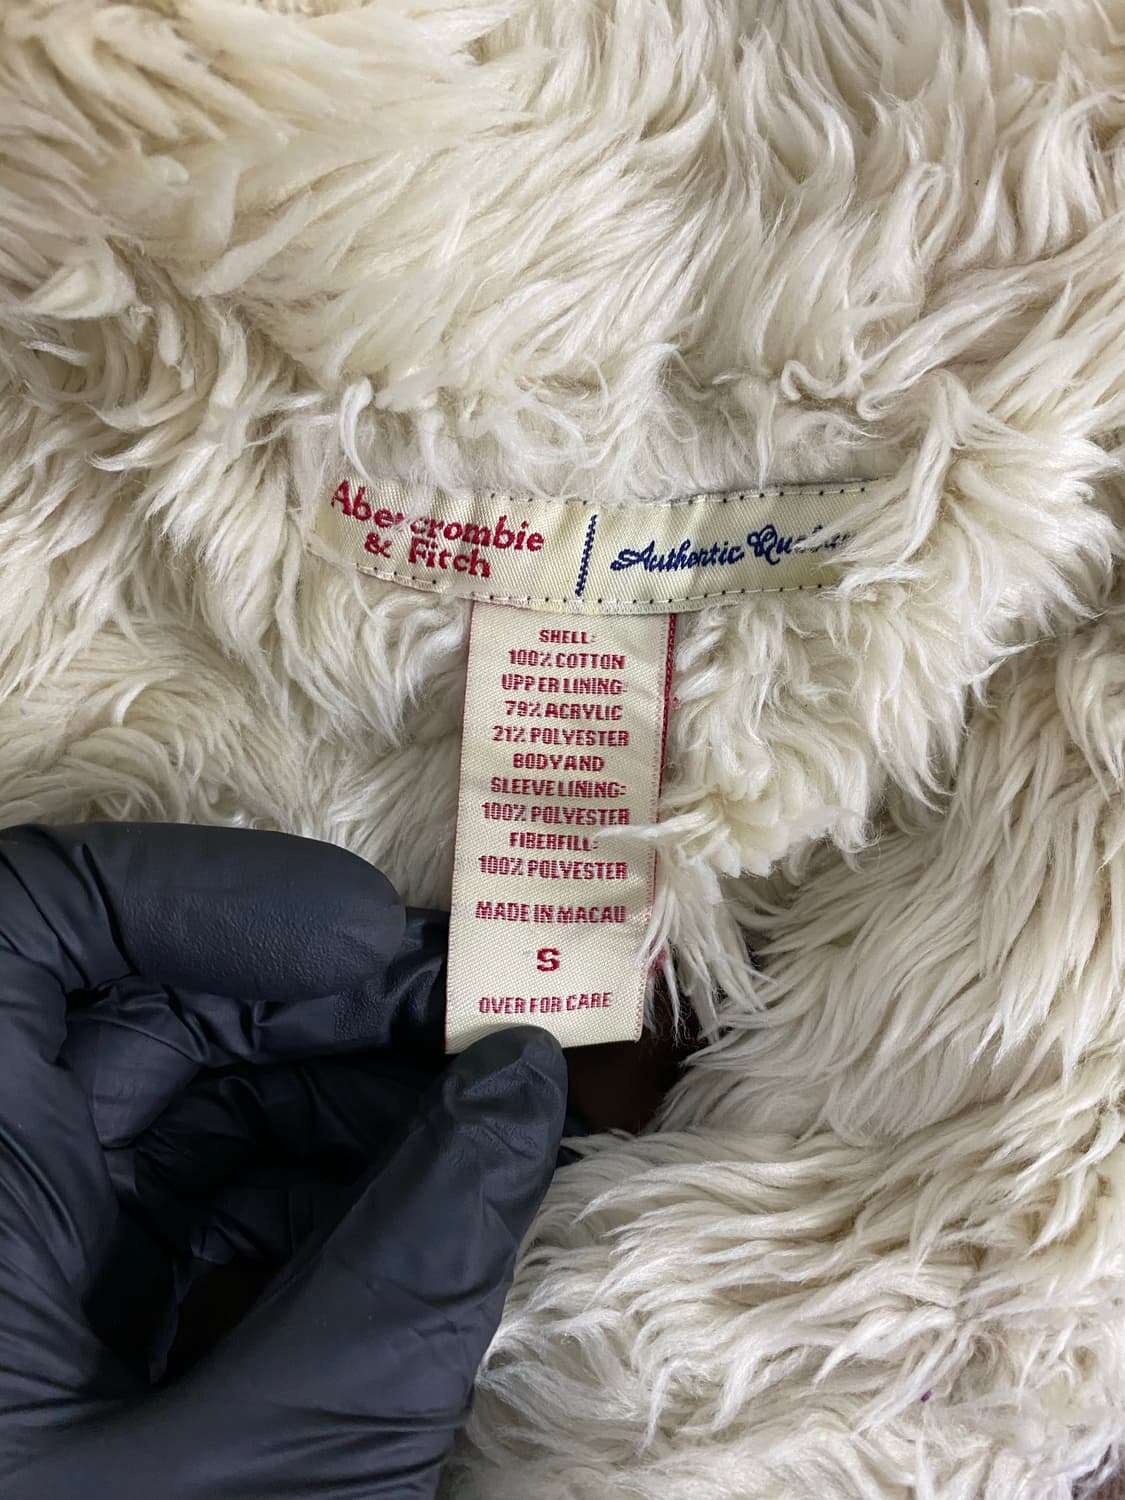 Abercrombie
& Fitch
Authentic
SHELL:
100% COTTON
UPPER LINING:
79% ACRYLIC
21% POLYESTER
BODY AND
SLEEVE LINING:
100% POLYESTER
FIBERFILL:
100% POLYESTER
MADE IN MACAU
S
OVER FOR CARE